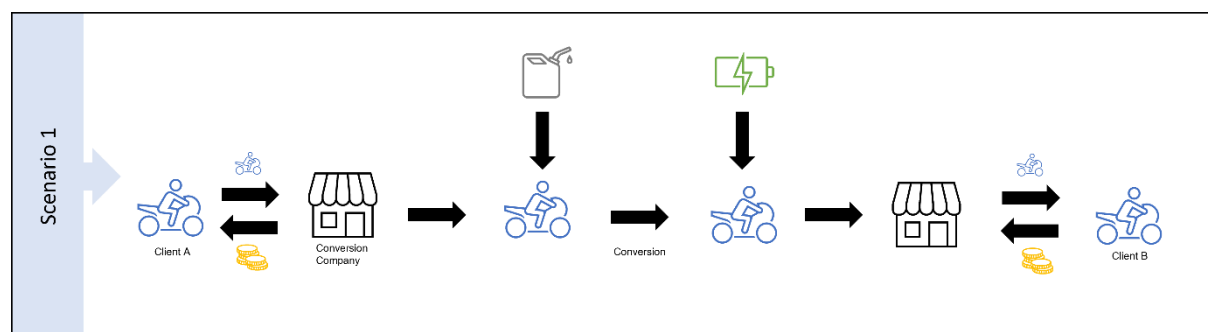 Scenario 1
Client A
Conversion
Company
Conversion
Client B